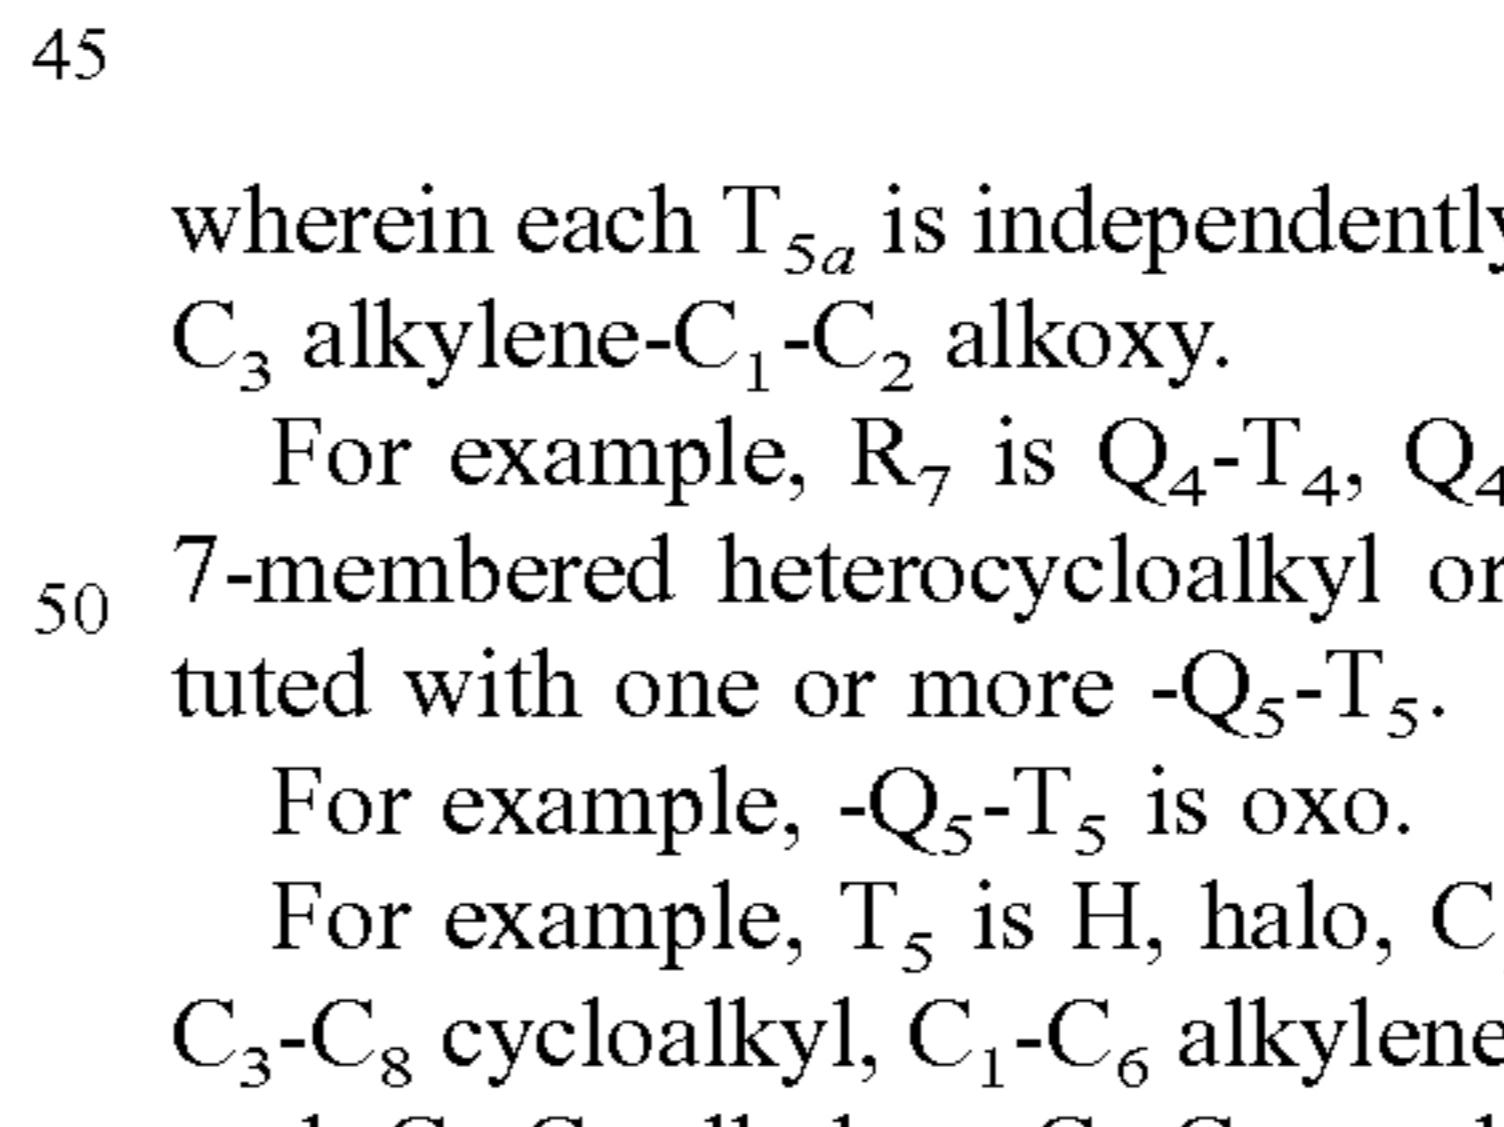 45
wherein each T5a is independently
C3 alkylene-C1-C2 alkoxy.
For example, R7 is Q4-T4, Q4
7-membered heterocycloalkyl or
50
tuted with one or more -Q5-T5.
For example, -Q5-T5 is oxo.
For example, T5 is H, halo, C
C3-C8 cycloalkyl, C1-C6 alkylene